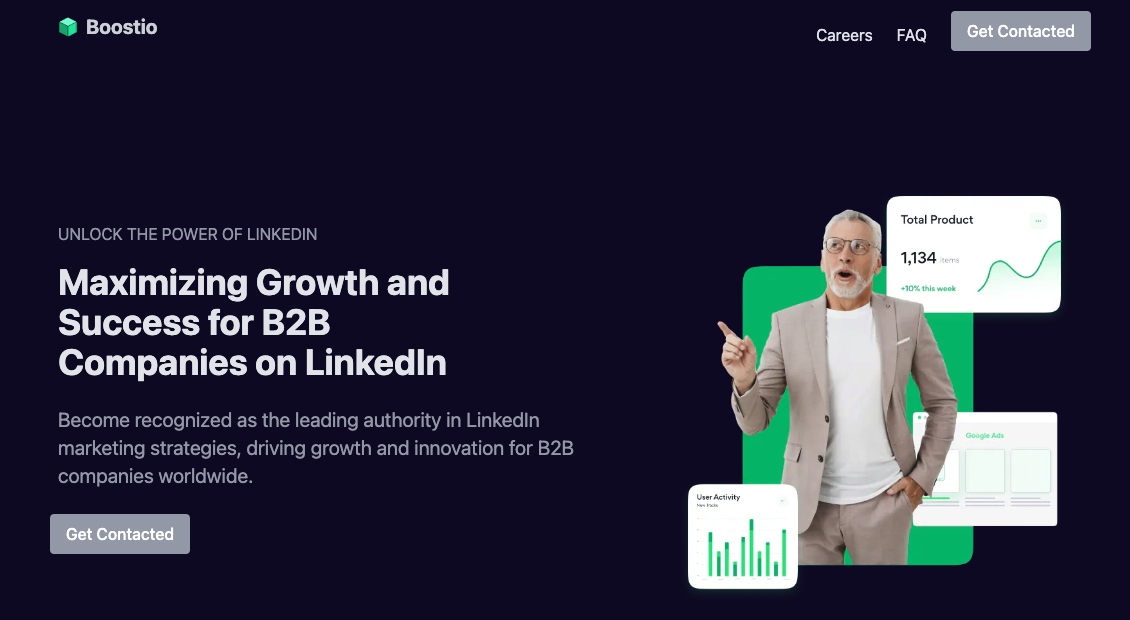 Boostio
Careers
FAQ
Get Contacted
UNLOCK THE POWER OF LINKEDIN
Maximizing Growth and
Success for B2B
Companies on LinkedIn
Become recognized as the leading authority in LinkedIn
marketing strategies, driving growth and innovation for B2B
companies worldwide.
Get Contacted
Total Product
1,134 items
+10% this week
Google Ads
User Activity